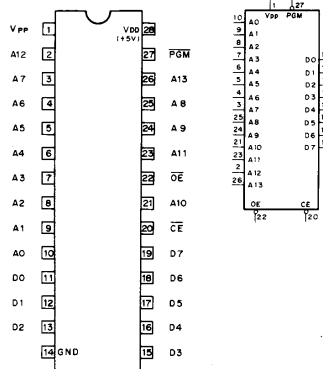 VPP 1 VDD 28
(+5V)
A12 2 27 PGM
A7 3 26 A13
A6 4 25 A8
A5 5 24 A9
A4 6 23 A11
A3 7 22 OE
A2 8 21 A10
A1 9 20 CE
A0 10 19 D7
D0 11 18 D6
D1 12 17 D5
D2 13 16 D4
14 GND 15 D3
1 27
Vpp PGM
10 A0
9 A1
8 A2
7 A3 D0
6 A4 D1
5 A5 D2
4 A6 D3
3 A7 D4
25 A8 D5
24 A9 D6
21 A10 D7
23 A11
2 A12
26 A13
OE CE
22 20